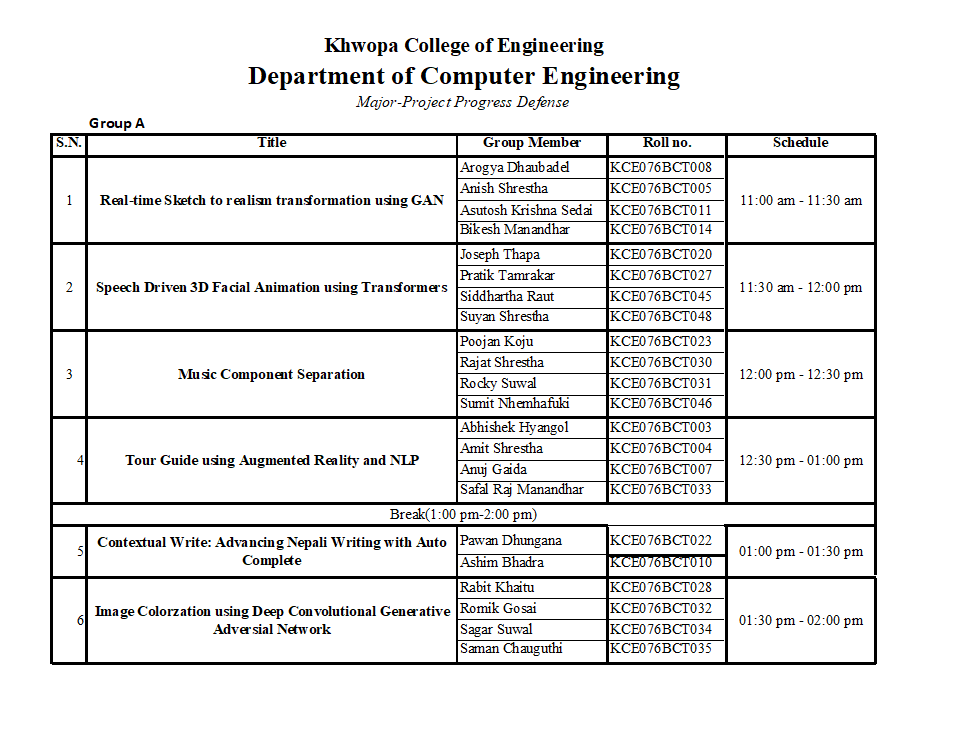 Khwopa College of Engineering
Department of Computer Engineering
Major-Project Progress Defense
Group A
S.N. Title Group Member Roll no. Schedule
1 Real-time Sketch to realism transformation using GAN 11:00 am - 11:30 am
Arogya Dhaubadel KCE076BCT008
Anish Shrestha KCE076BCT005
Asutosh Krishna Sedai KCE076BCT011
Bikesh Manandhar KCE076BCT014
2 Speech Driven 3D Facial Animation using Transformers 11:30 am - 12:00 pm
Joseph Thapa KCE076BCT020
Pratik Tamrakar KCE076BCT027
Siddhartha Raut KCE076BCT045
Suyan Shrestha KCE076BCT048
3 Music Component Separation 12:00 pm - 12:30 pm
Poojan Koju KCE076BCT023
Rajat Shrestha KCE076BCT030
Rocky Suwal KCE076BCT031
Sumit Nhemhafuki KCE076BCT046
4 Tour Guide using Augmented Reality and NLP 12:30 pm - 01:00 pm
Abhishek Hyangol KCE076BCT003
Amit Shrestha KCE076BCT004
Anuj Gaida KCE076BCT007
Safal Raj Manandhar KCE076BCT033
Break(1:00 pm-2:00 pm)
5 Contextual Write: Advancing Nepali Writing with Auto
Complete 01:00 pm - 01:30 pm
Pawan Dhungana KCE076BCT022
Ashim Bhadra KCE076BCT010
6 Image Colorzation using Deep Convolutional Generative
Adversial Network 01:30 pm - 02:00 pm
Rabit Khaitu KCE076BCT028
Romik Gosai KCE076BCT032
Sagar Suwal KCE076BCT034
Saman Chauguthi KCE076BCT035